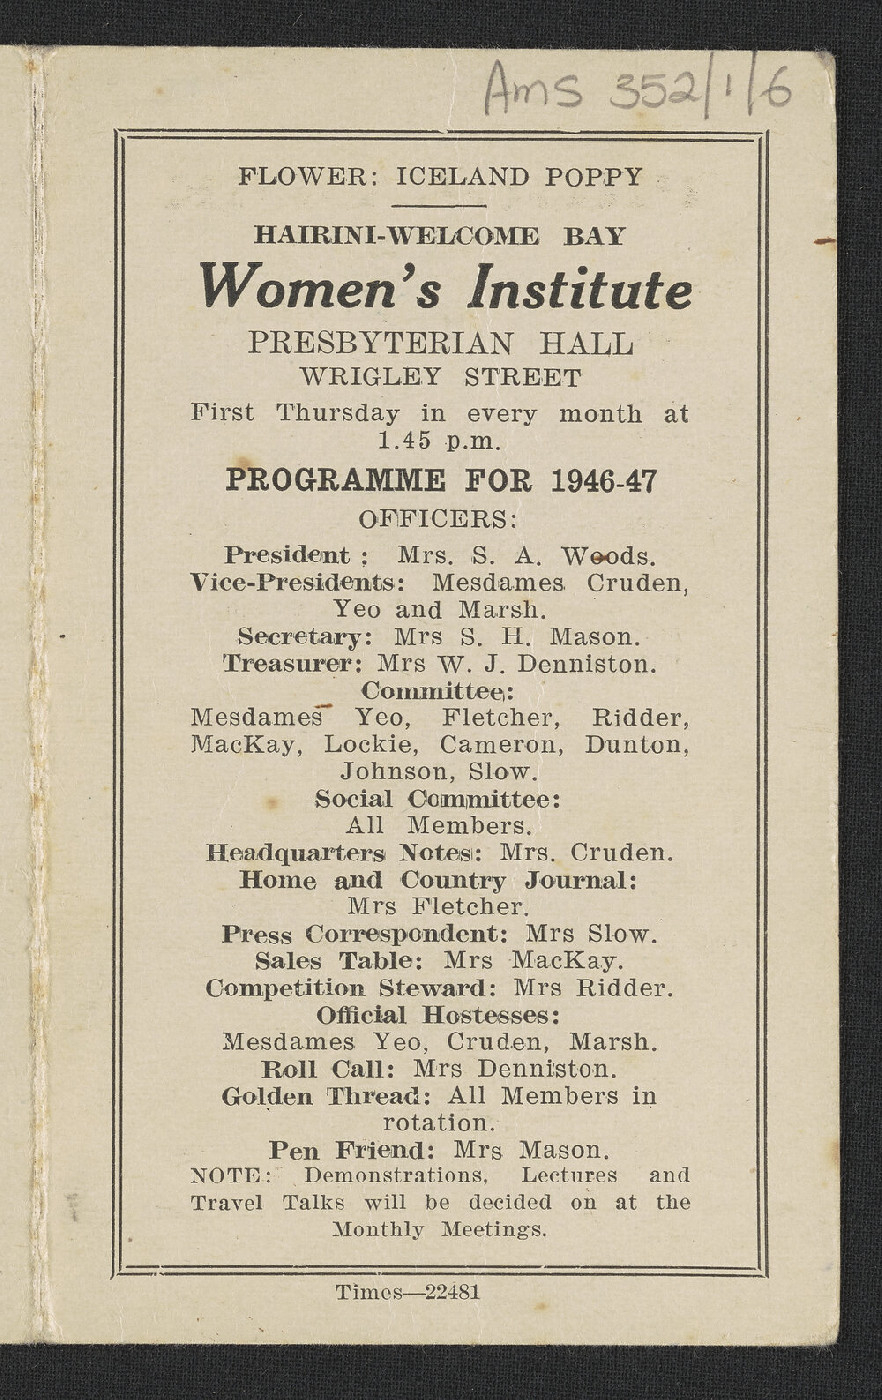 Ams 352/1/6
FLOWER: ICELAND POPPY
HAIRINI-WELCOME BAY
Women's Institute
PRESBYTERIAN HALL
WRIGLEY STREET
First Thursday in every month at
1.45 p.m.
PROGRAMME FOR 1946-47
OFFICERS:
President : Mrs. S. A. Woods.
Vice-Presidents: Mesdames Cruden,
Yeo and Marsh.
Secretary: Mrs S. H. Mason.
Treasurer: Mrs W. J. Denniston.
Committee:
Mesdames Yeo, Fletcher, Ridder,
MacKay, Lockie, Cameron, Dunton,
Johnson, Slow.
Social Committee:
All Members.
Headquarters Notes: Mrs. Cruden.
Home and Country Journal:
Mrs Fletcher.
Press Correspondent: Mrs Slow.
Sales Table: Mrs MacKay.
Competition Steward: Mrs Ridder.
Official Hostesses:
Mesdames Yeo, Cruden, Marsh.
Roll Call: Mrs Denniston.
Golden Thread: All Members in
rotation.
Pen Friend: Mrs Mason.
NOTE: Demonstrations, Lectures and
Travel Talks will be decided on at the
Monthly Meetings.
Times—22481